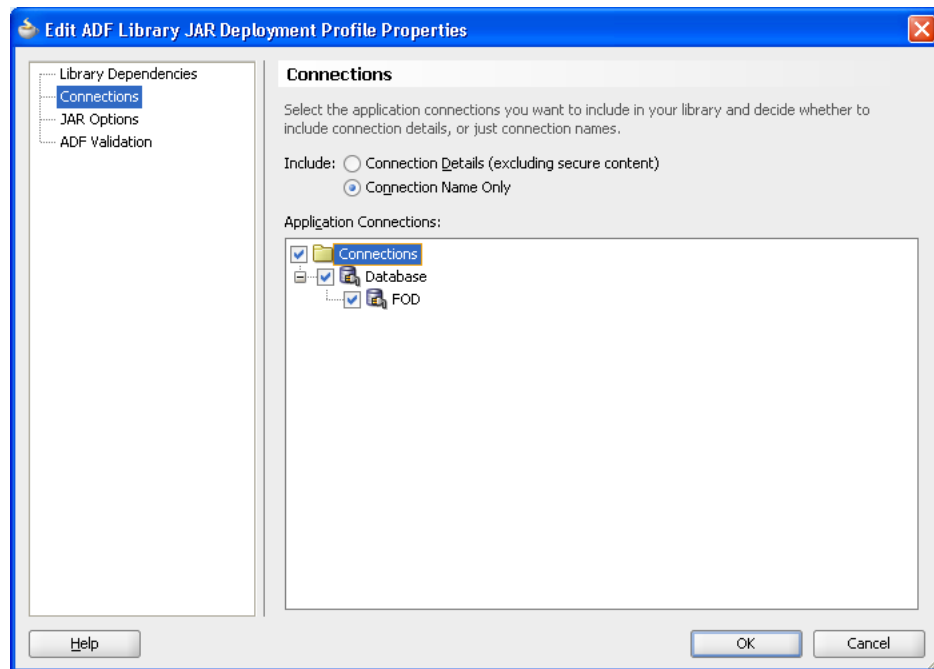 Edit ADF Library JAR Deployment Profile Properties
Library Dependencies
Connections
JAR Options
ADF Validation
Connections
Select the application connections you want to include in your library and decide whether to
include connection details, or just connection names.
Include: Connection Details (excluding secure content)
Connection Name Only
Application Connections:
Connections
Database
FOD
Help
OK
Cancel